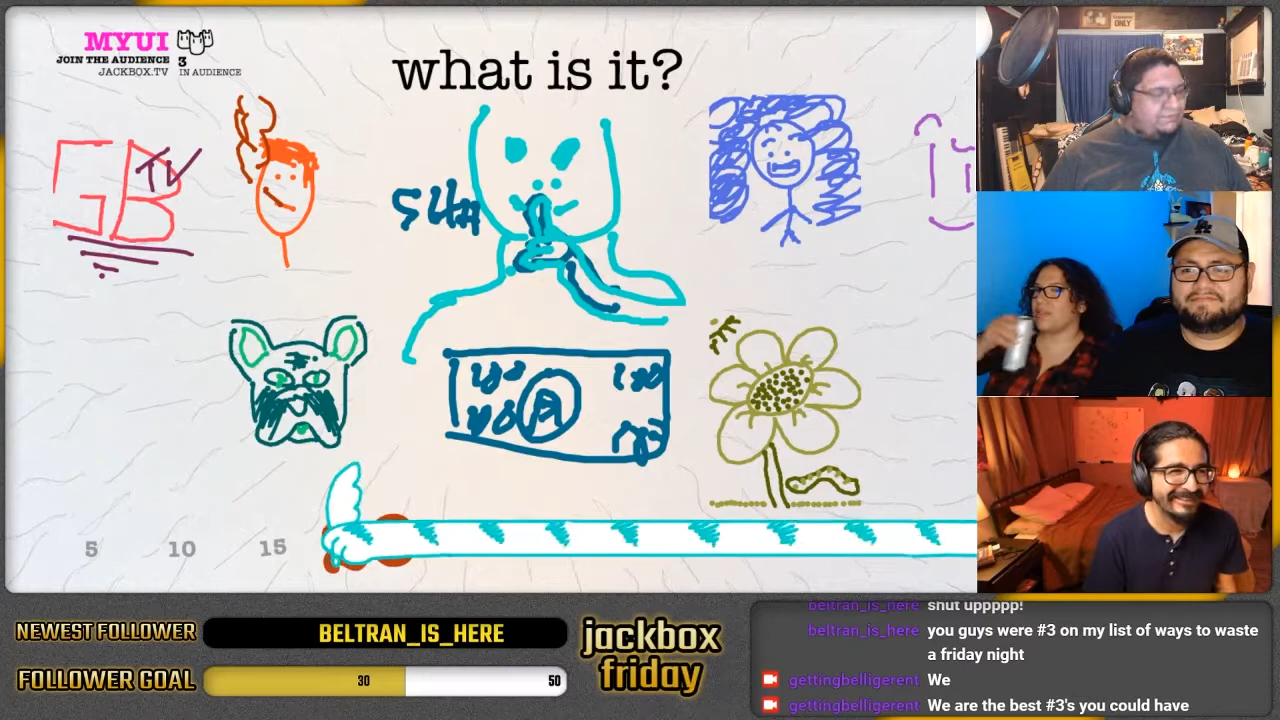 MYUI
JOIN THE AUDIENCE 3
JACKBOX.TV IN AUDIENCE
what is it?
GB TV
5 10 15
NEWEST FOLLOWER BELTRAN_IS_HERE
FOLLOWER GOAL 30 50
jackbox
friday
beltran_is_here shut uppppp!
beltran_is_here you guys were #3 on my list of ways to waste
a friday night
gettingbelligerent We
gettingbelligerent We are the best #3's you could have